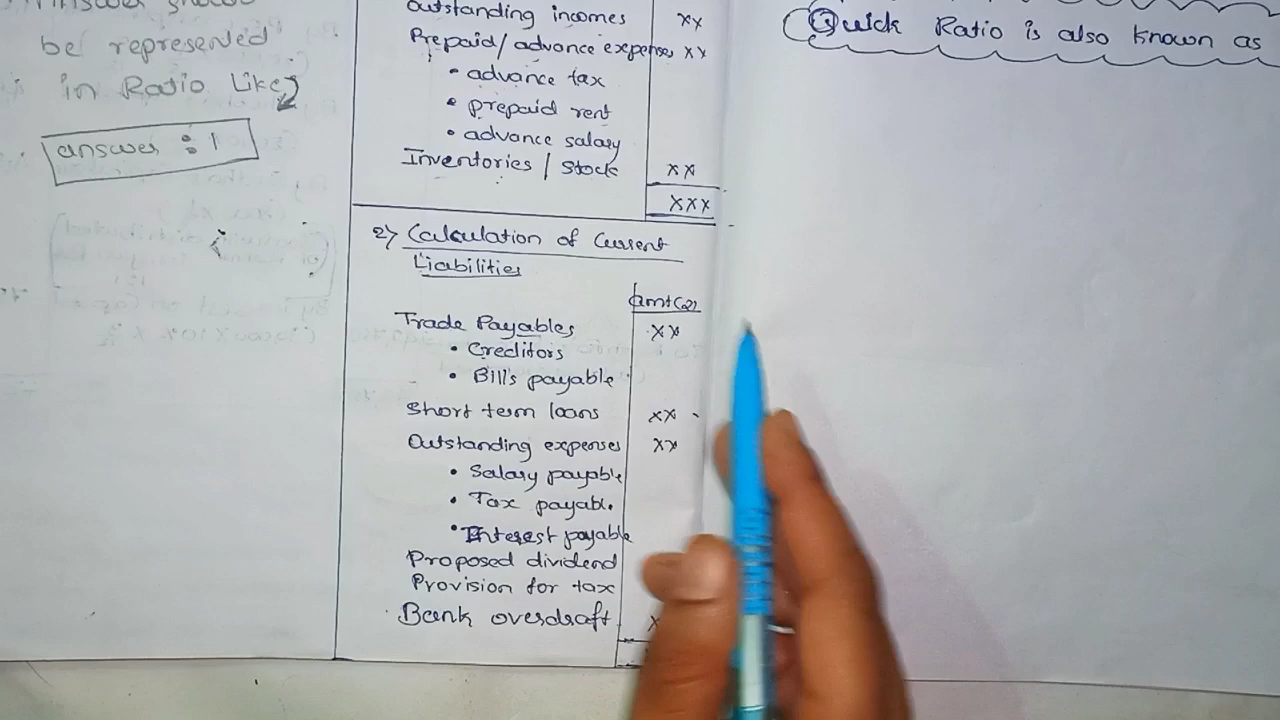 be represented
in Ratio Like
answer : 1
Outstanding incomes xx
Prepaid/advance expenses xx
• advance tax
• prepaid rent
• advance salary
Inventories / Stock xx
xxx
2) Calculation of Current
Liabilities
Trade Payables xx
• Creditors
• Bill's payable
Short term loans xx
Outstanding expenses xx
• Salary payable
• Tax payable
• Interest payable
Proposed dividend
Provision for tax
Bank overdraft
Quick Ratio is also known as